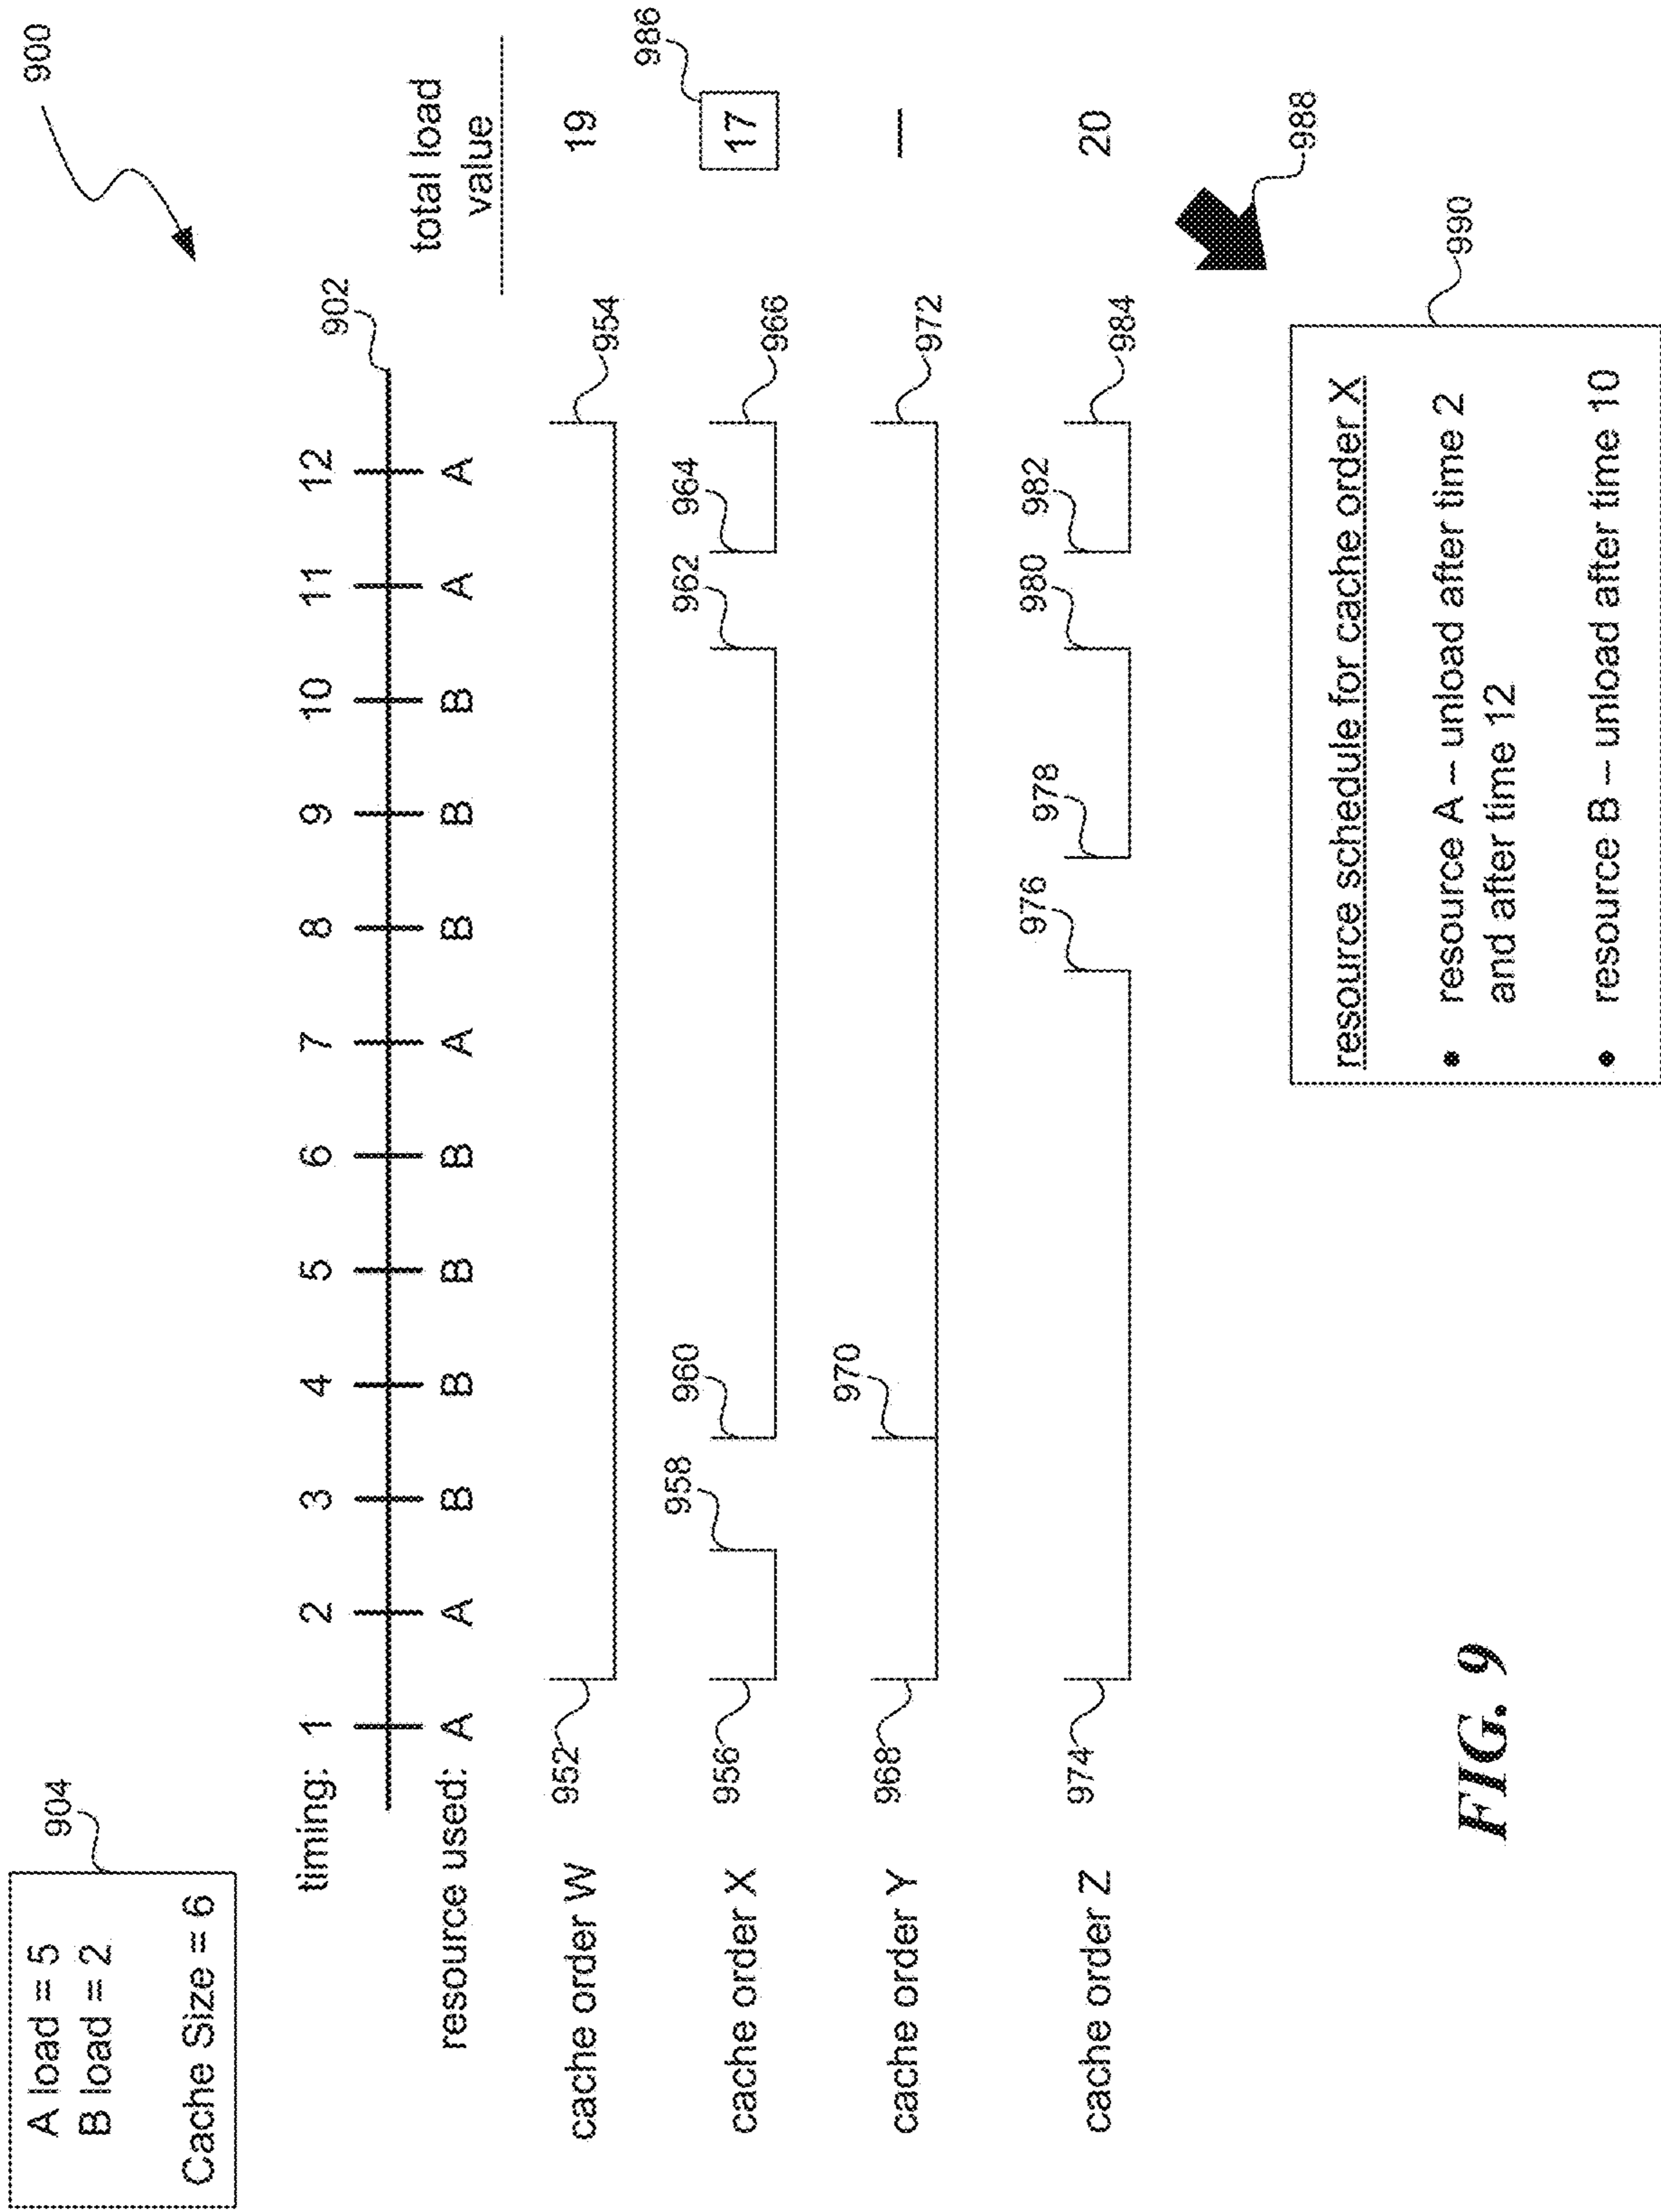 900
904
A load = 5
B load = 2
Cache Size = 6
902
timing: 1 2 3 4 5 6 7 8 9 10 11 12
resource used: A A B B B B A B B B A A
total load
value
cache order W 952 954 19
cache order X 956 958 960 962 964 966 17 986
cache order Y 968 970 972 —
cache order Z 974 976 978 980 982 984 20
988
990
resource schedule for cache order X
• resource A – unload after time 2
and after time 12
• resource B – unload after time 10
FIG. 9